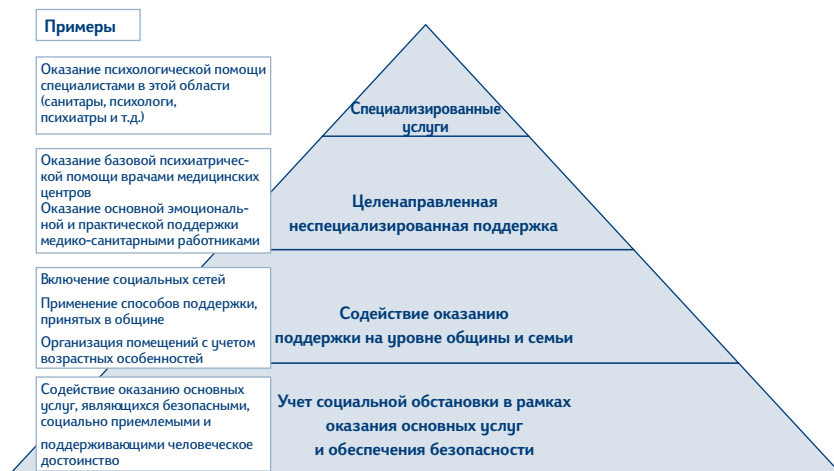 Примеры
Оказание психологической помощи
специалистами в этой области
(санитары, психологи,
психиатры и т.д.)
Специализированные
услуги
Оказание базовой психиатричес-
кой помощи врачами медицинских
центров
Оказание основной эмоциональ-
ной и практической поддержки
медико-санитарными работниками
Целенаправленная
неспециализированная поддержка
Включение социальных сетей
Применение способов поддержки,
принятых в общине
Организация помещений с учетом
возрастных особенностей
Содействие оказанию
поддержки на уровне общины и семьи
Содействие оказанию основных
услуг, являющихся безопасными,
социально приемлемыми и
поддерживающими человеческое
достоинство
Учет социальной обстановки в рамках
оказания основных услуг
и обеспечения безопасности